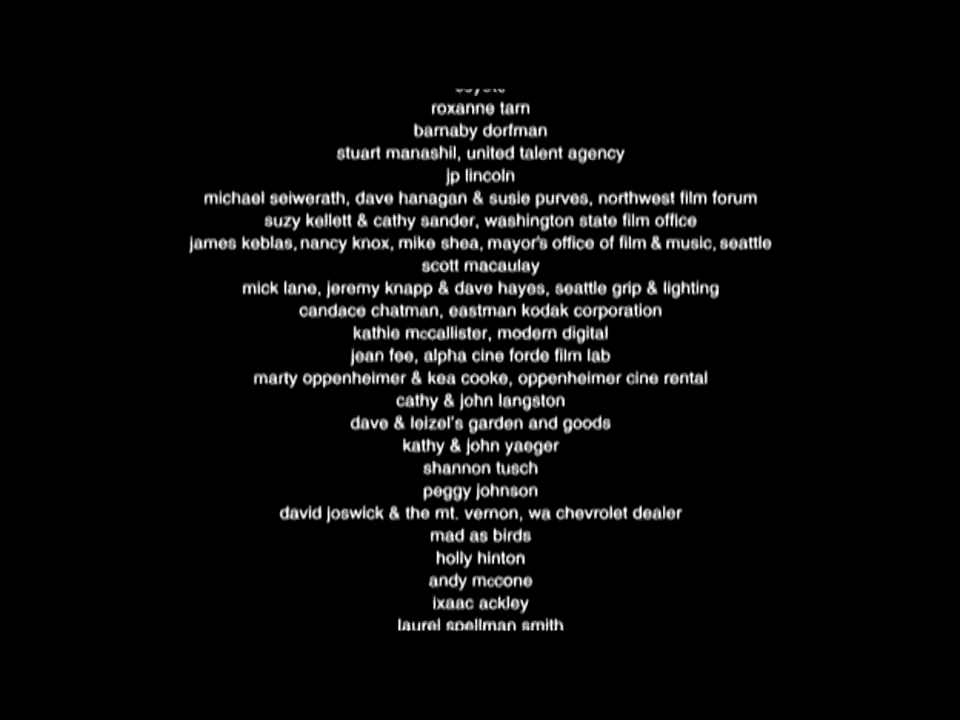 roxanne tarn
barnaby dorfman
stuart manashil, united talent agency
jp lincoln
michael seiwerath, dave hanagan & susie purves, northwest film forum
suzy kellett & cathy sander, washington state film office
james keblas, nancy knox, mike shea, mayor's office of film & music, seattle
scott macaulay
mick lane, jeremy knapp & dave hayes, seattle grip & lighting
candace chatman, eastman kodak corporation
kathie mccallister, modern digital
jean fee, alpha cine forde film lab
marty oppenheimer & kea cooke, oppenheimer cine rental
cathy & john langston
dave & leizel's garden and goods
kathy & john yaeger
shannon tusch
peggy johnson
david joswick & the mt. vernon, wa chevrolet dealer
mad as birds
holly hinton
andy mccone
ixaac ackley
laurel spellman smith